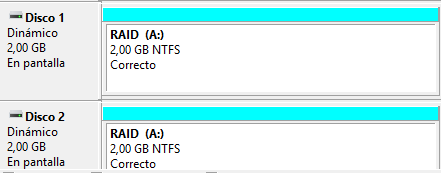 Disco 1
Dinámico
2,00 GB
En pantalla
RAID (A:)
2,00 GB NTFS
Correcto
Disco 2
Dinámico
2,00 GB
En pantalla
RAID (A:)
2,00 GB NTFS
Correcto